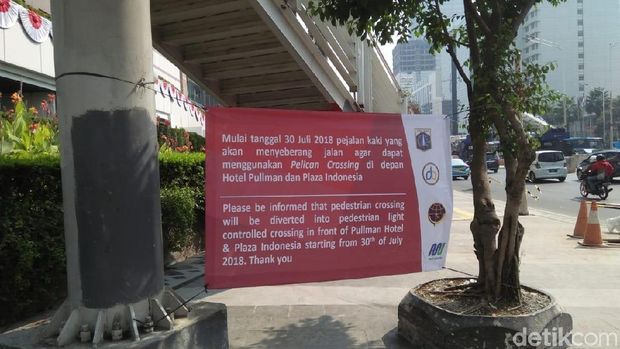 Mulai tanggal 30 Juli 2018 pejalan kaki yang
akan menyeberang jalan agar dapat
menggunakan Pelican Crossing di depan
Hotel Pullman dan Plaza Indonesia
Please be informed that pedestrian crossing
will be diverted into pedestrian light
controlled crossing in front of Pullman Hotel
& Plaza Indonesia starting from 30th of July
2018. Thank you
detikcom